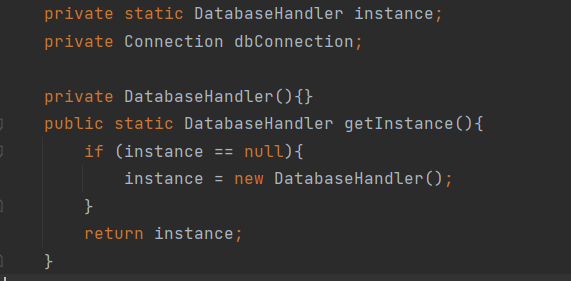 private static DatabaseHandler instance;
private Connection dbConnection;
private DatabaseHandler(){}
public static DatabaseHandler getInstance(){
if (instance == null){
instance = new DatabaseHandler();
}
return instance;
}